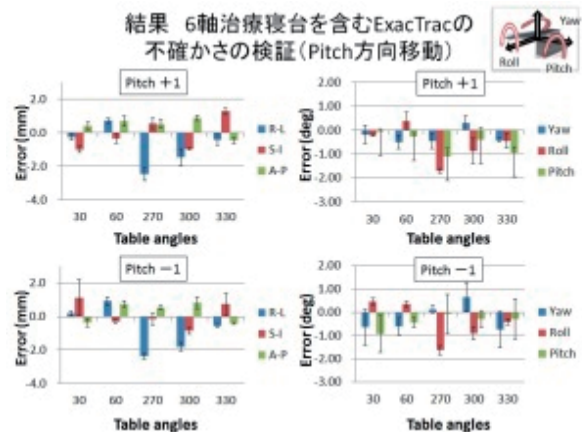 結果 6軸治療寝台を含むExacTracの
不確かさの検証(Pitch方向移動)
Yaw
Roll
Pitch
Pitch +1
Error (mm)
2.0
0.0
-2.0
-4.0
30 60 270 300 330
Table angles
R-L
S-I
A-P
Pitch +1
Error (deg)
2.00
1.00
0.00
-1.00
-2.00
-3.00
30 60 270 300 330
Table angles
Yaw
Roll
Pitch
Pitch -1
Error (mm)
2.0
0.0
-2.0
-4.0
30 60 270 300 330
Table angles
R-L
S-I
A-P
Pitch -1
Error (deg)
2.00
1.00
0.00
-1.00
-2.00
-3.00
30 60 270 300 330
Table angles
Yaw
Roll
Pitch